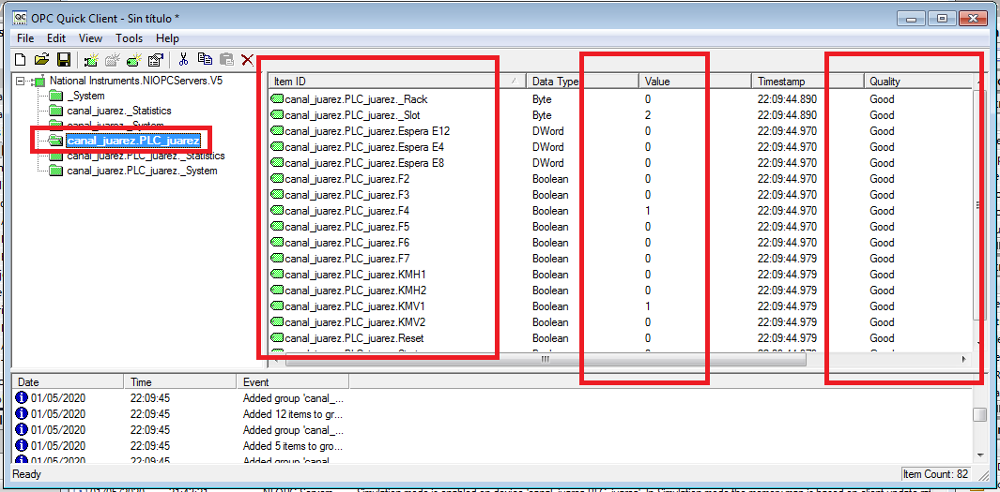 OPC Quick Client - Sin título *
File Edit View Tools Help
National Instruments.NIOPCServers.V5
_System
canal_juarez._Statistics
canal_juarez._System
canal_juarez.PLC_juarez
canal_juarez.PLC_juarez._Statistics
canal_juarez.PLC_juarez._System
Item ID Data Type Value Timestamp Quality
canal_juarez.PLC_juarez._Rack Byte 0 22:09:44.890 Good
canal_juarez.PLC_juarez._Slot Byte 2 22:09:44.890 Good
canal_juarez.PLC_juarez.Espera E12 DWord 0 22:09:44.970 Good
canal_juarez.PLC_juarez.Espera E4 DWord 0 22:09:44.970 Good
canal_juarez.PLC_juarez.Espera E8 DWord 0 22:09:44.970 Good
canal_juarez.PLC_juarez.F2 Boolean 0 22:09:44.970 Good
canal_juarez.PLC_juarez.F3 Boolean 0 22:09:44.970 Good
canal_juarez.PLC_juarez.F4 Boolean 1 22:09:44.970 Good
canal_juarez.PLC_juarez.F5 Boolean 0 22:09:44.970 Good
canal_juarez.PLC_juarez.F6 Boolean 0 22:09:44.970 Good
canal_juarez.PLC_juarez.F7 Boolean 0 22:09:44.970 Good
canal_juarez.PLC_juarez.KMH1 Boolean 0 22:09:44.979 Good
canal_juarez.PLC_juarez.KMH2 Boolean 0 22:09:44.979 Good
canal_juarez.PLC_juarez.KMV1 Boolean 1 22:09:44.979 Good
canal_juarez.PLC_juarez.KMV2 Boolean 0 22:09:44.979 Good
canal_juarez.PLC_juarez.Reset Boolean 0 22:09:44.979 Good
Date Time Event
01/05/2020 22:09:45 Added group 'canal_...
01/05/2020 22:09:45 Added 12 items to gr...
01/05/2020 22:09:45 Added group 'canal_...
01/05/2020 22:09:45 Added 5 items to gro...
01/05/2020 22:09:45 Added group 'canal
Ready Item Count: 82